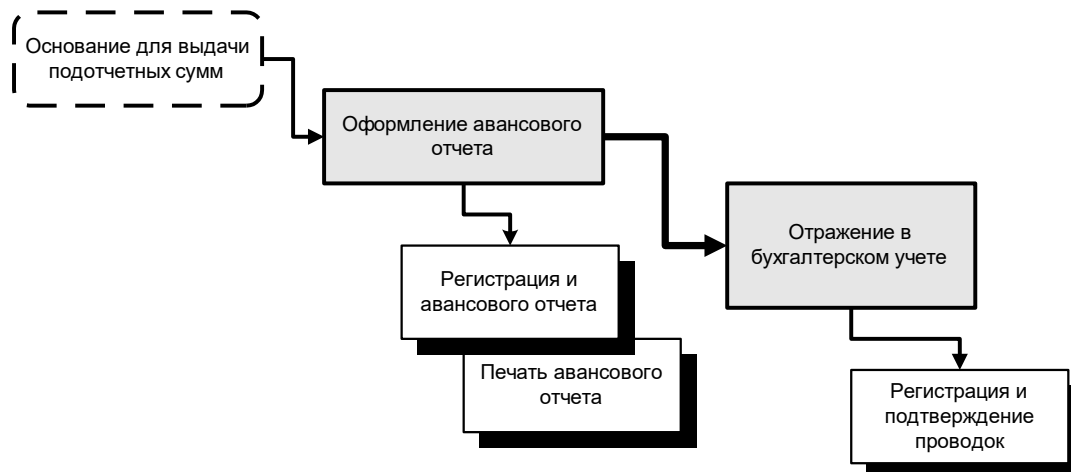 Основание для выдачи
подотчетных сумм
Оформление авансового
отчета
Отражение в
бухгалтерском учете
Регистрация и
авансового отчета
Печать авансового
отчета
Регистрация и
подтверждение
проводок